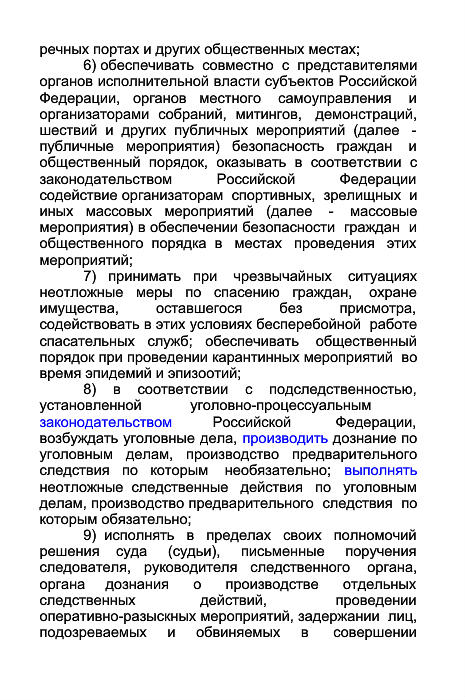 речных портах и других общественных местах;
6) обеспечивать совместно с представителями
органов исполнительной власти субъектов Российской
Федерации, органов местного самоуправления и
организаторами собраний, митингов, демонстраций,
шествий и других публичных мероприятий (далее -
публичные мероприятия) безопасность граждан и
общественный порядок, оказывать в соответствии с
законодательством Российской Федерации
содействие организаторам спортивных, зрелищных и
иных массовых мероприятий (далее - массовые
мероприятия) в обеспечении безопасности граждан и
общественного порядка в местах проведения этих
мероприятий;
7) принимать при чрезвычайных ситуациях
неотложные меры по спасению граждан, охране
имущества, оставшегося без присмотра,
содействовать в этих условиях бесперебойной работе
спасательных служб; обеспечивать общественный
порядок при проведении карантинных мероприятий во
время эпидемий и эпизоотий;
8) в соответствии с подследственностью,
установленной уголовно-процессуальным
законодательством Российской Федерации,
возбуждать уголовные дела, производить дознание по
уголовным делам, производство предварительного
следствия по которым необязательно; выполнять
неотложные следственные действия по уголовным
делам, производство предварительного следствия по
которым обязательно;
9) исполнять в пределах своих полномочий
решения суда (судьи), письменные поручения
следователя, руководителя следственного органа,
органа дознания о производстве отдельных
следственных действий, проведении
оперативно-разыскных мероприятий, задержании лиц,
подозреваемых и обвиняемых в совершении